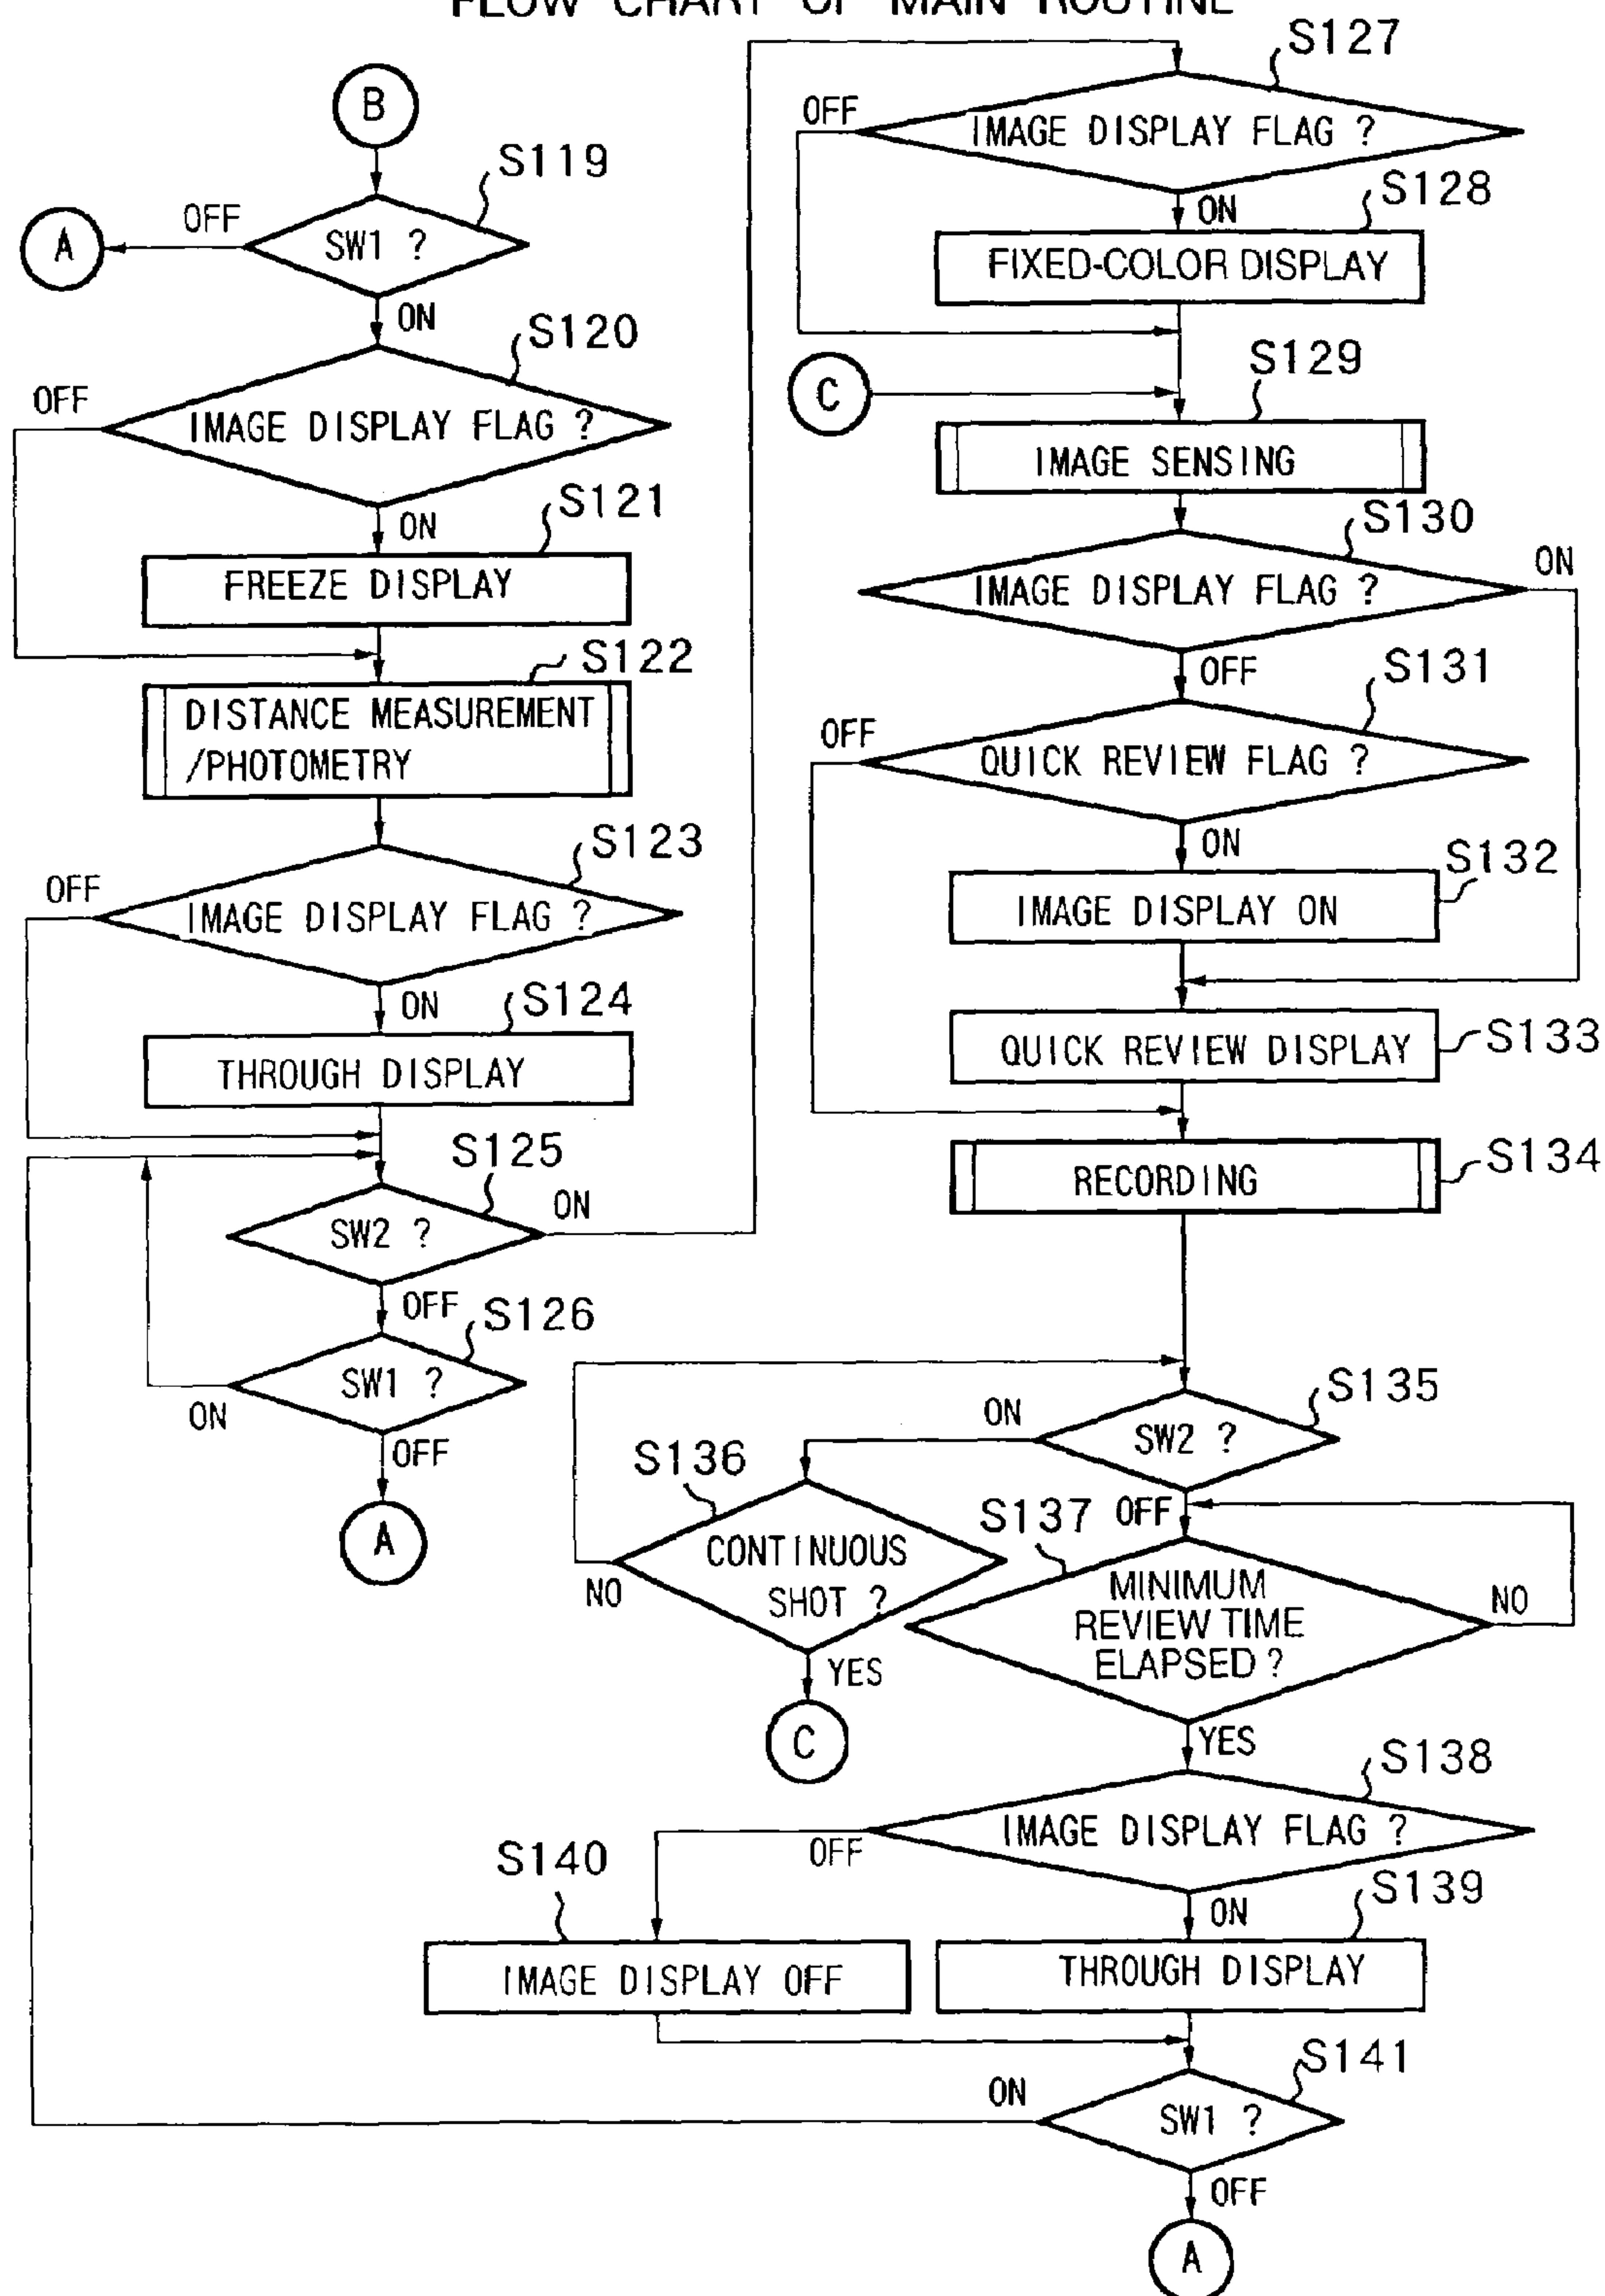 FLOW CHART OF MAIN ROUTINE
B
S119
OFF
A
SW1 ?
ON
S120
OFF
IMAGE DISPLAY FLAG ?
S121
ON
FREEZE DISPLAY
S122
DISTANCE MEASUREMENT
/PHOTOMETRY
S123
OFF
IMAGE DISPLAY FLAG ?
S124
ON
THROUGH DISPLAY
S125
ON
SW2 ?
OFF
S126
SW1 ?
ON
OFF
A
S127
OFF
IMAGE DISPLAY FLAG ?
S128
ON
FIXED-COLOR DISPLAY
S129
C
IMAGE SENSING
S130
ON
IMAGE DISPLAY FLAG ?
OFF
S131
OFF
QUICK REVIEW FLAG ?
ON
S132
IMAGE DISPLAY ON
QUICK REVIEW DISPLAY
S133
RECORDING
S134
S135
ON
SW2 ?
S136
S137
OFF
CONTINUOUS
SHOT ?
NO
YES
C
MINIMUM
REVIEW TIME
ELAPSED ?
NO
YES
S138
IMAGE DISPLAY FLAG ?
OFF
S140
S139
ON
IMAGE DISPLAY OFF
THROUGH DISPLAY
S141
ON
SW1 ?
OFF
A